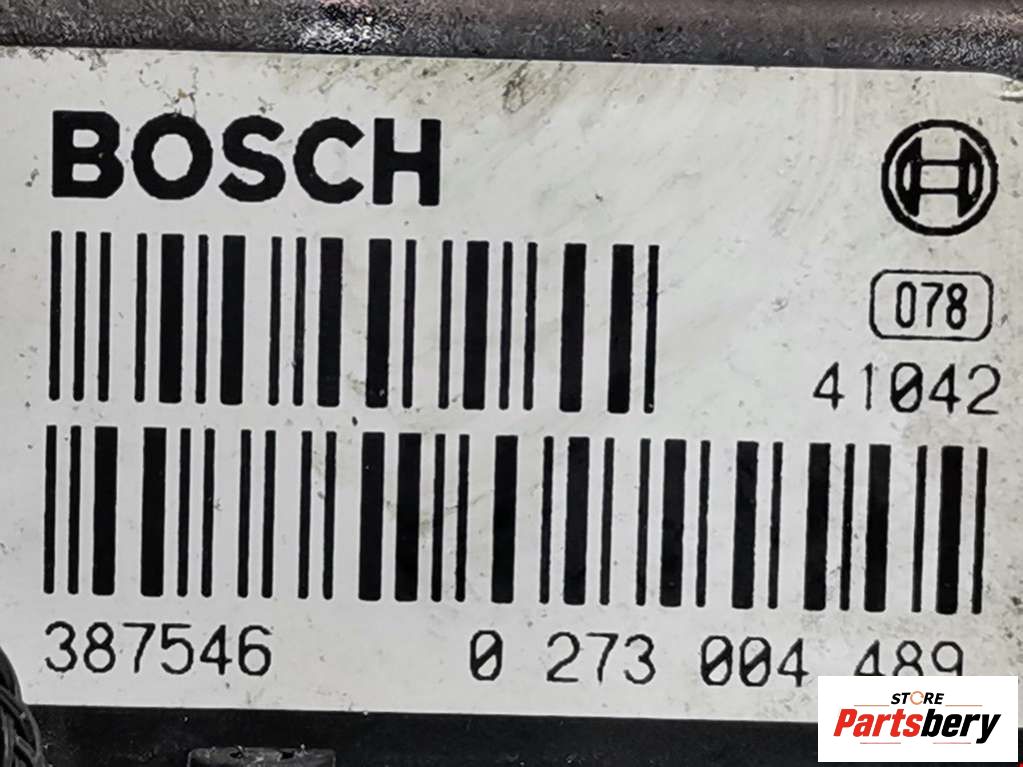 BOSCH
078
41042
387546 0 273 004 489
STORE
Partsbery